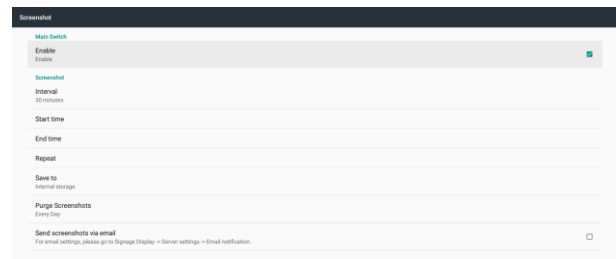 Screenshot
Main Switch
Enable
Enable
Screenshot
Interval
30 minutes
Start time
End time
Repeat
Save to
Internal storage
Purge Screenshots
Every Day
Send screenshots via email
For email settings, please go to Signage Display -> Server settings -> Email notification.